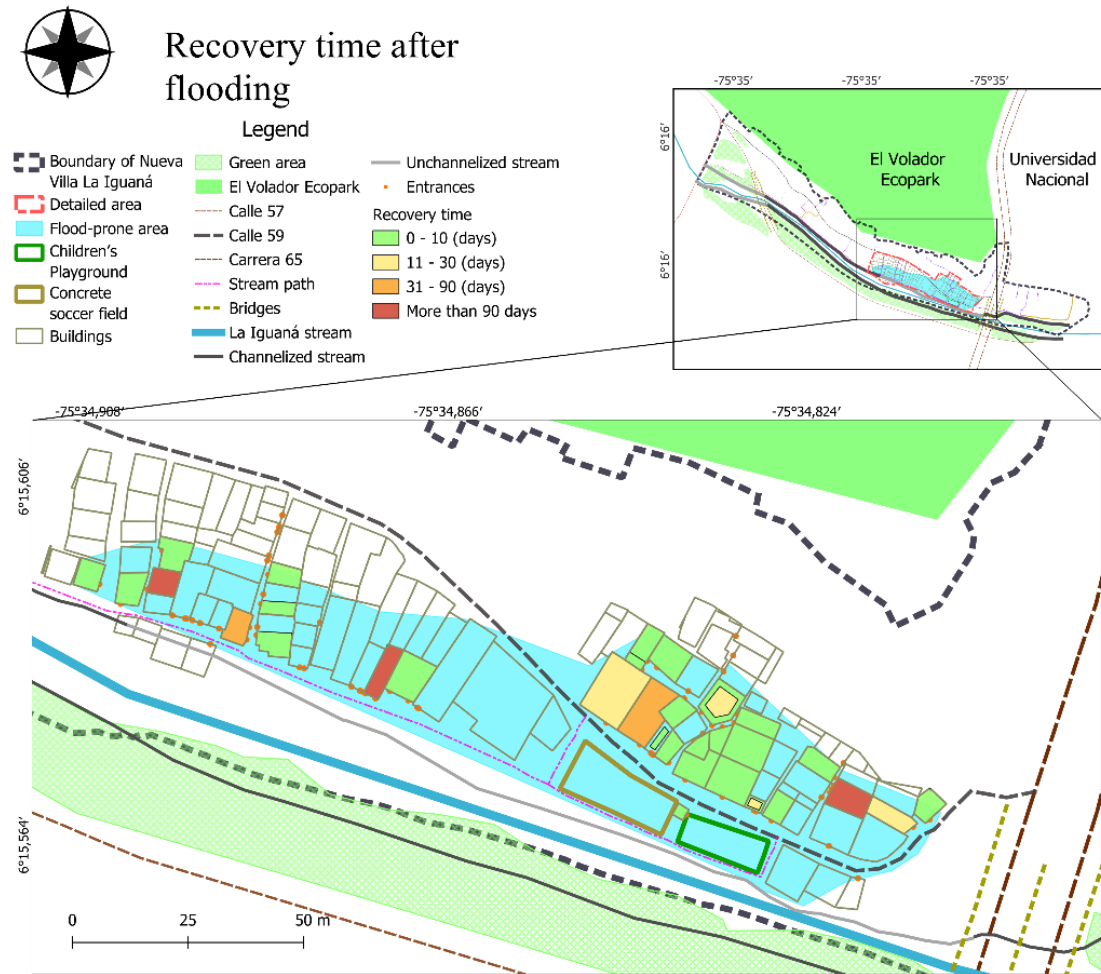 Recovery time after
flooding
Legend
Boundary of Nueva
Villa La Iguaná
Detailed area
Flood-prone area
Children's
Playground
Concrete
soccer field
Buildings
Green area
El Volador Ecopark
Calle 57
Calle 59
Carrera 65
Stream path
Bridges
La Iguaná stream
Channelized stream
Unchannelized stream
Entrances
Recovery time
0 - 10 (days)
11 - 30 (days)
31 - 90 (days)
More than 90 days
-75°35′
-75°35′
-75°35′
6°16′
6°16′
El Volador
Ecopark
Universidad
Nacional
-75°34,908′
-75°34,866′
-75°34,824′
6°15,606′
6°15,564′
0
25
50 m